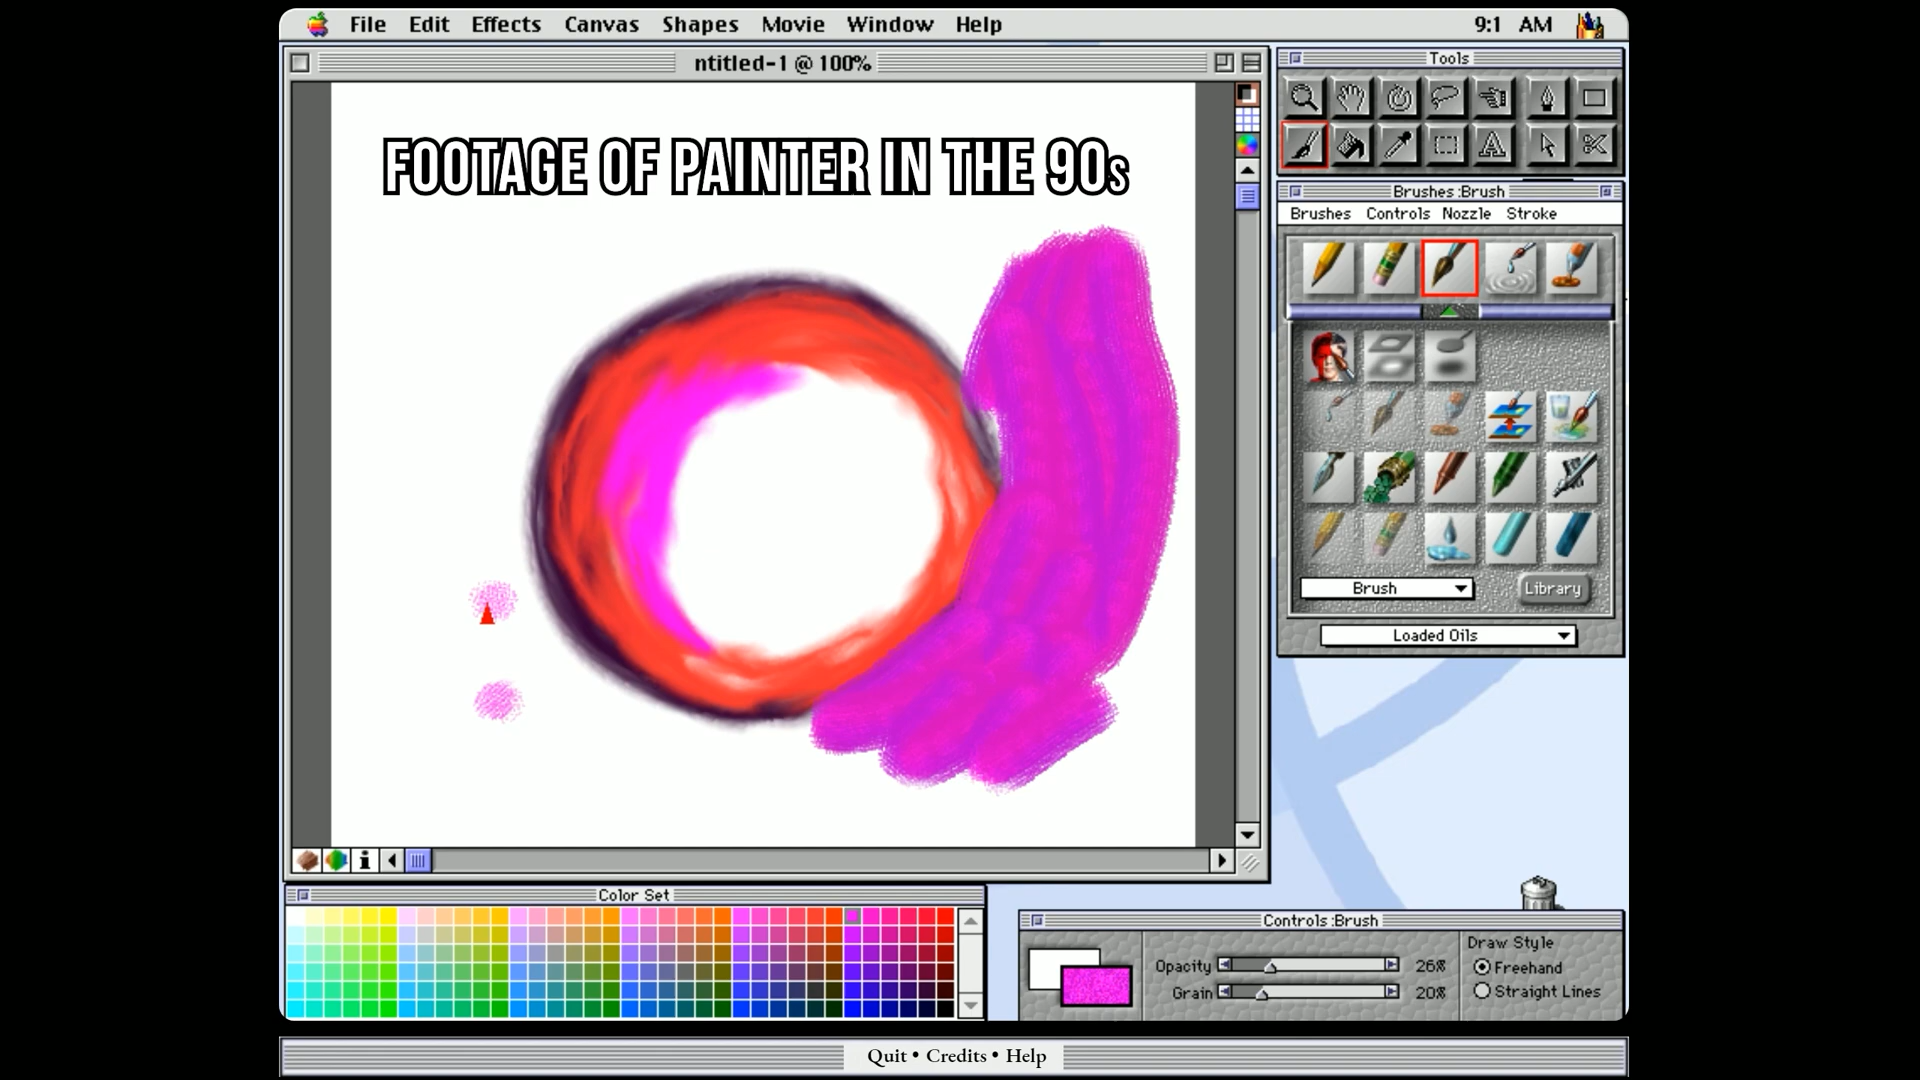 File Edit Effects Canvas Shapes Movie Window Help 9:1 AM
ntitled-1 @ 100%
Tools
FOOTAGE OF PAINTER IN THE 90s
Brushes :Brush
Brushes Controls Nozzle Stroke
Brush
Library
Loaded Oils
Color Set
Controls :Brush
Opacity 26%
Grain 20%
Draw Style
Freehand
Straight Lines
Quit • Credits • Help